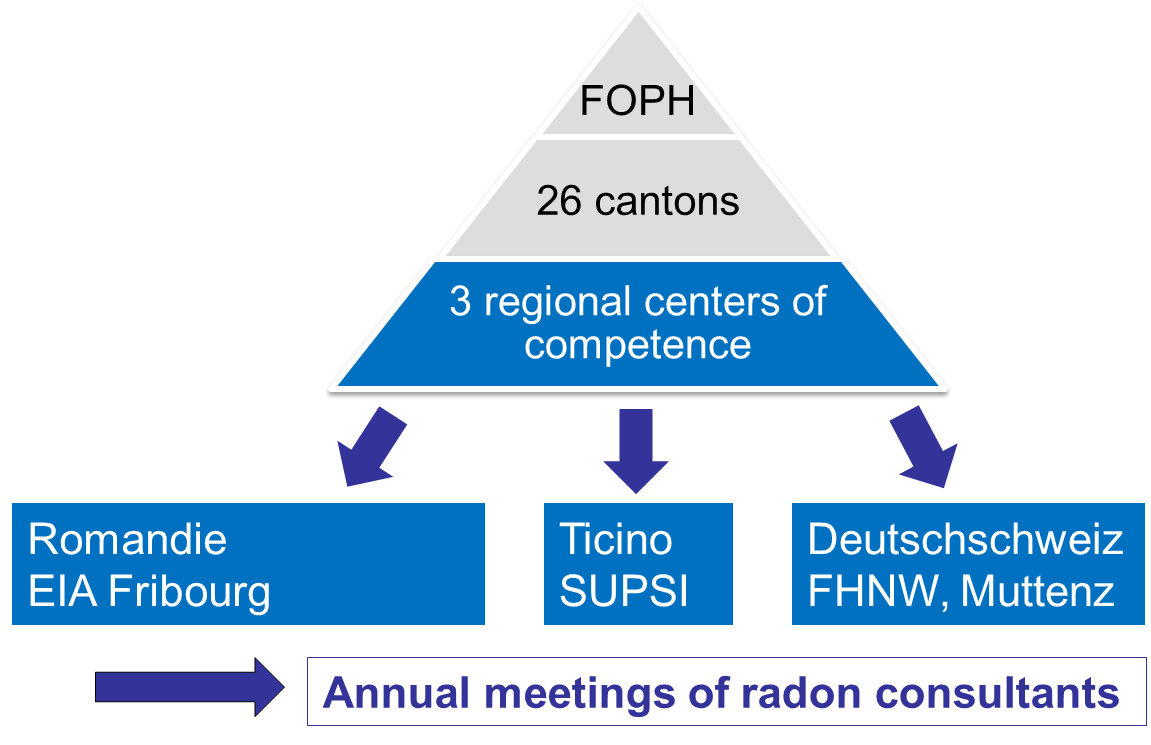 FOPH
26 cantons
3 regional centers of
competence
Romandie
EIA Fribourg
Ticino
SUPSI
Deutschschweiz
FHNW, Muttenz
Annual meetings of radon consultants